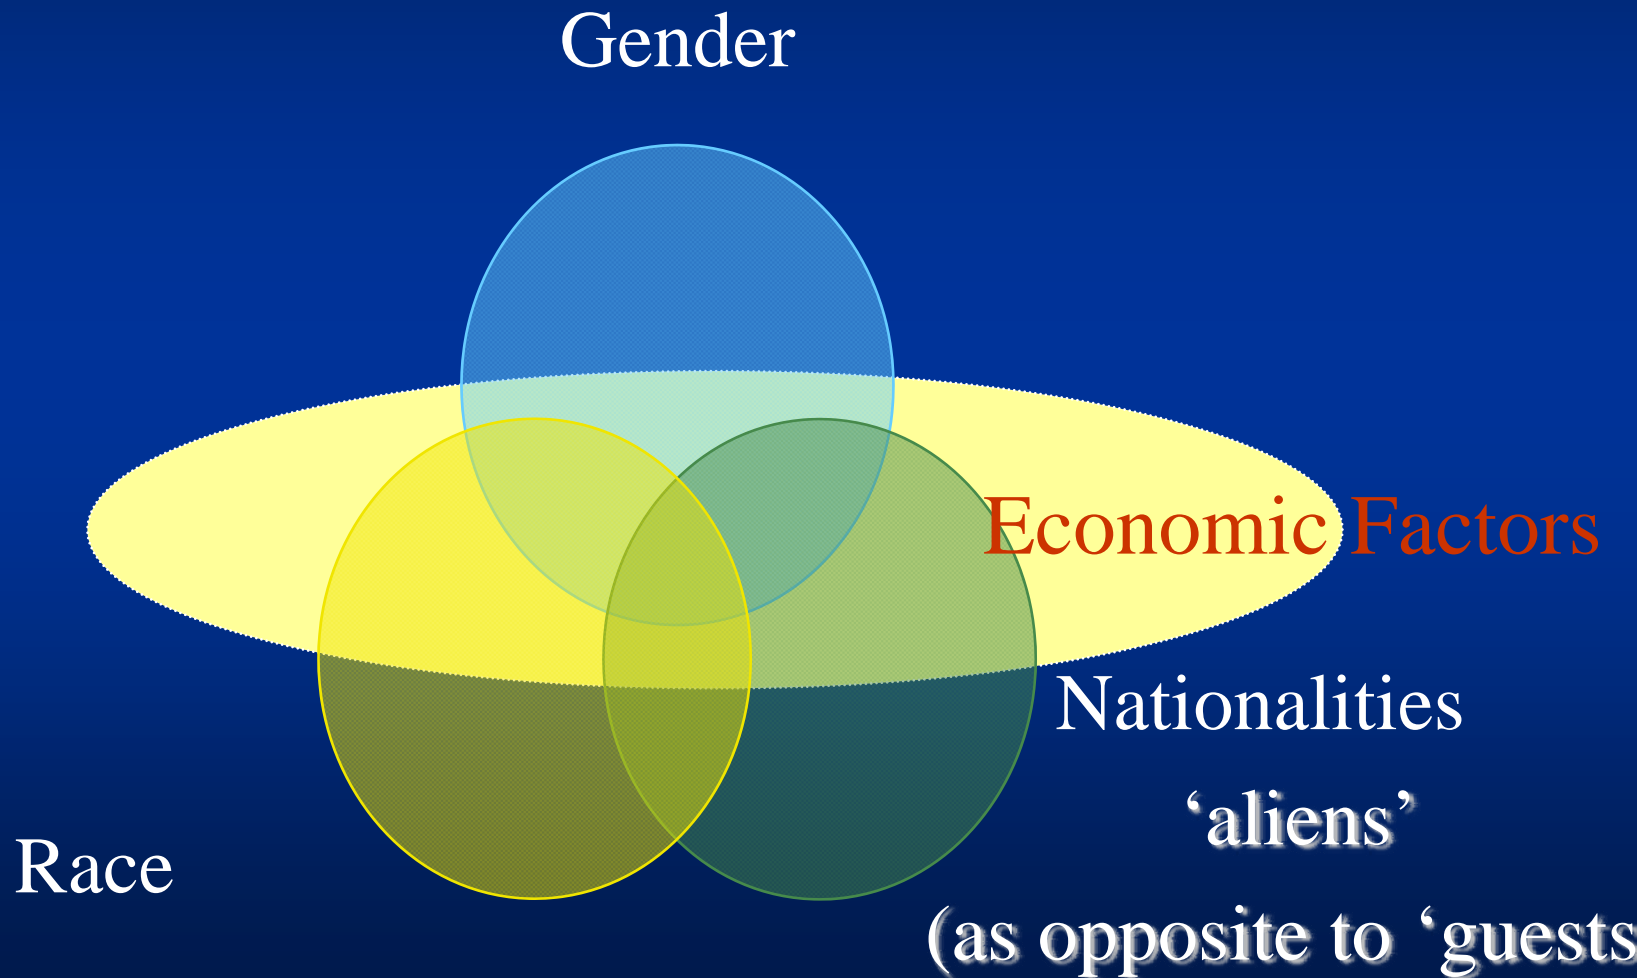 Gender
Economic Factors
Nationalities
‘aliens’
Race
(as opposite to ‘guests